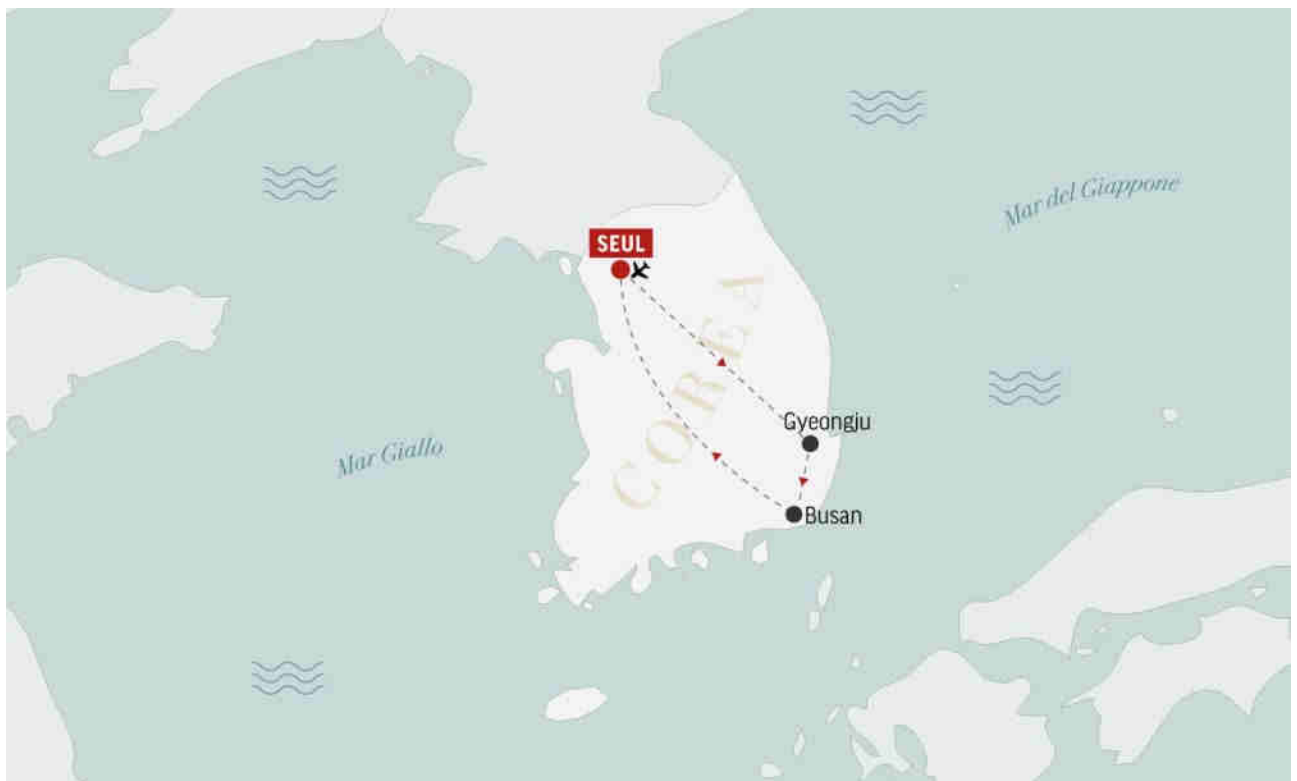 Mar del Giappone
SEUL
COREA
Gyeongju
Mar Giallo
Busan